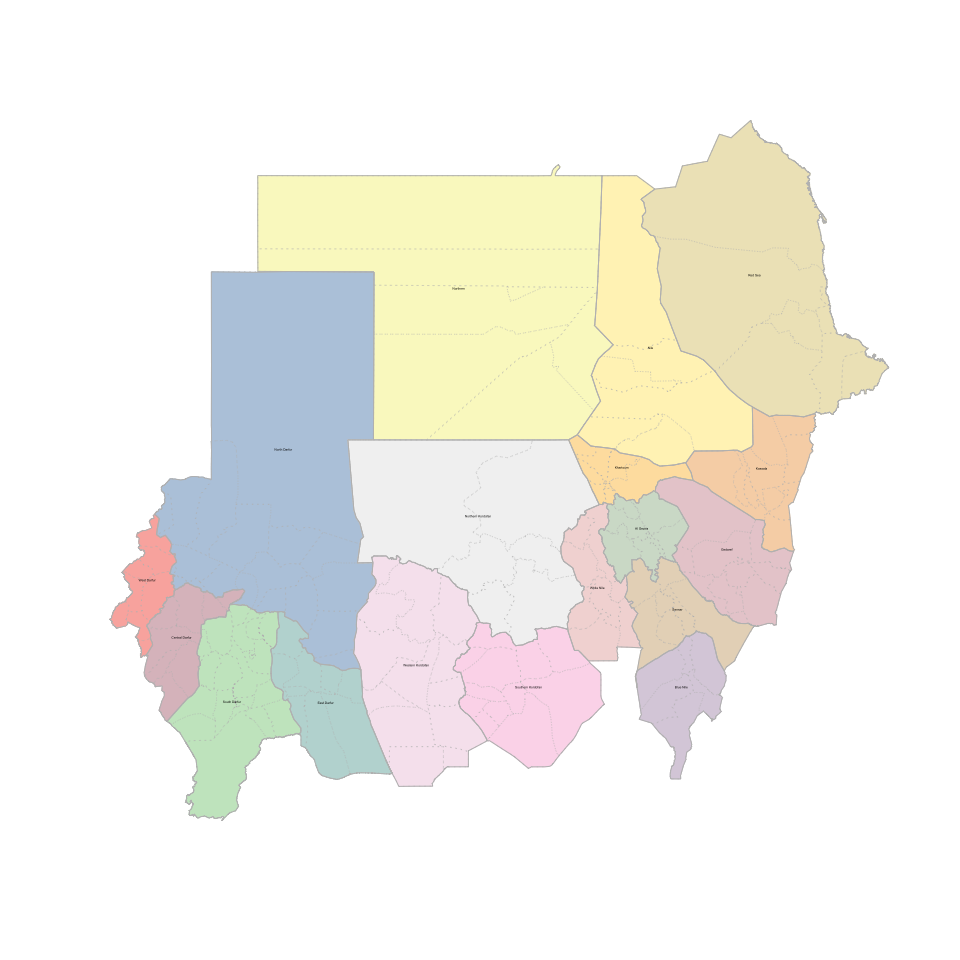 Red Sea
Northern
Nile
North Darfur
Khartoum
Kassala
Northern Kordofan
Al Gezira
Gedaref
West Darfur
White Nile
Sennar
Central Darfur
Western Kordofan
Southern Kordofan
Blue Nile
South Darfur
East Darfur